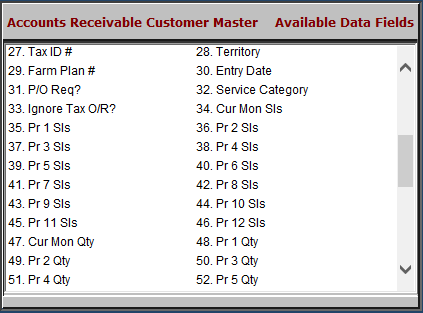 Accounts Receivable Customer Master Available Data Fields
27. Tax ID # 28. Territory
29. Farm Plan # 30. Entry Date
31. P/O Req? 32. Service Category
33. Ignore Tax O/R? 34. Cur Mon Sls
35. Pr 1 Sls 36. Pr 2 Sls
37. Pr 3 Sls 38. Pr 4 Sls
39. Pr 5 Sls 40. Pr 6 Sls
41. Pr 7 Sls 42. Pr 8 Sls
43. Pr 9 Sls 44. Pr 10 Sls
45. Pr 11 Sls 46. Pr 12 Sls
47. Cur Mon Qty 48. Pr 1 Qty
49. Pr 2 Qty 50. Pr 3 Qty
51. Pr 4 Qty 52. Pr 5 Qty